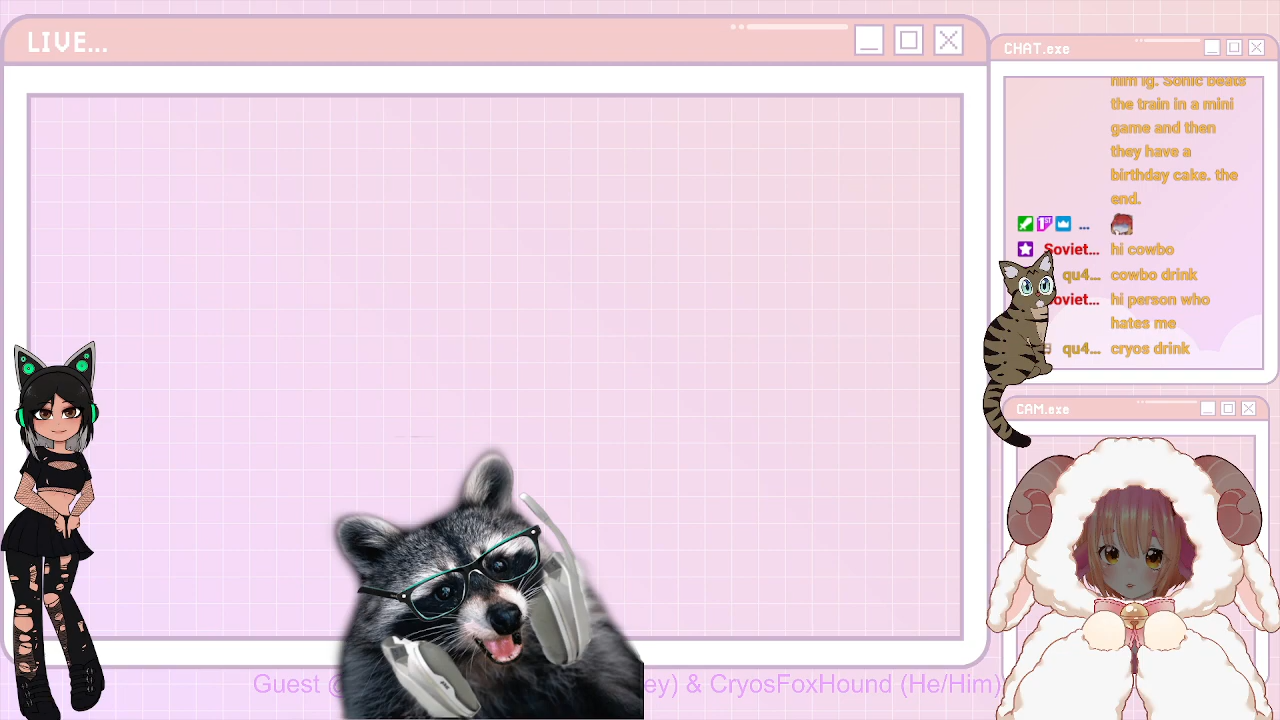 LIVE...
CHAT.exe
him ig. Sonic beats
the train in a mini
game and then
they have a
birthday cake. the
end.
...
Soviet... hi cowbo
qu4... cowbo drink
oviet... hi person who
hates me
qu4... cryos drink
CAM.exe
Guest @ ey) & CryosFoxHound (He/Him)